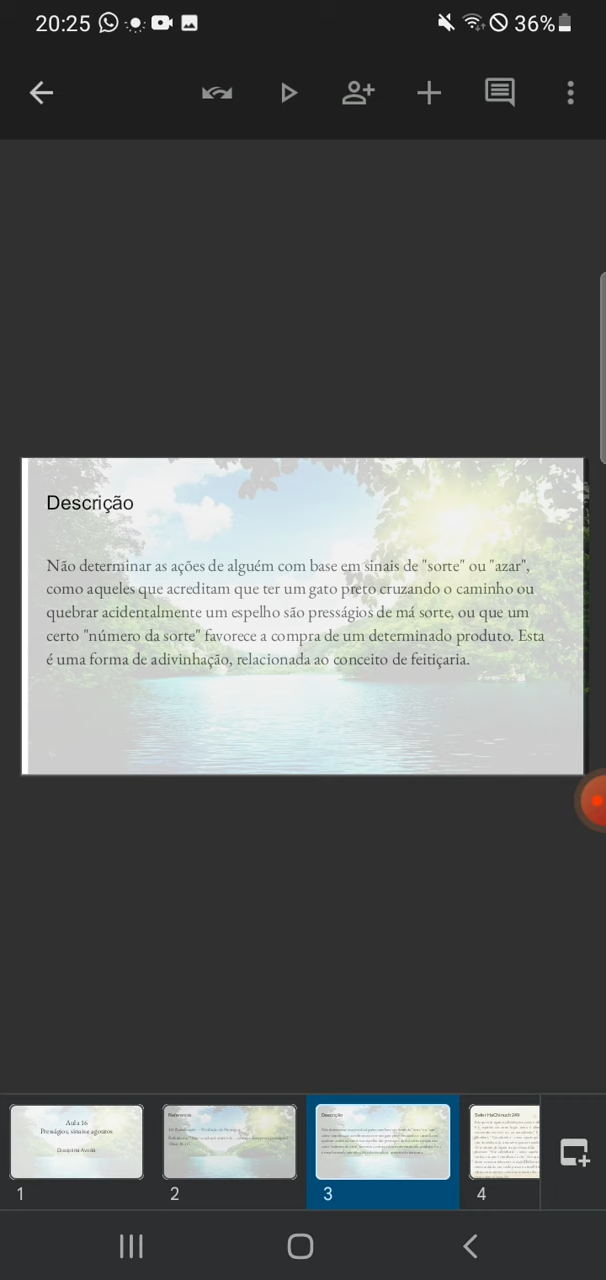 20:25
36%
Descrição
Não determinar as ações de alguém com base em sinais de "sorte" ou "azar",
como aqueles que acreditam que ter um gato preto cruzando o caminho ou
quebrar acidentalmente um espelho são presságios de má sorte, ou que um
certo "número da sorte" favorece a compra de um determinado produto. Esta
é uma forma de adivinhação, relacionada ao conceito de feitiçaria.
Aula 16
Presságios, sinais e agouros
Descrição
Sefer HaChinuch 249
1
2
3
4